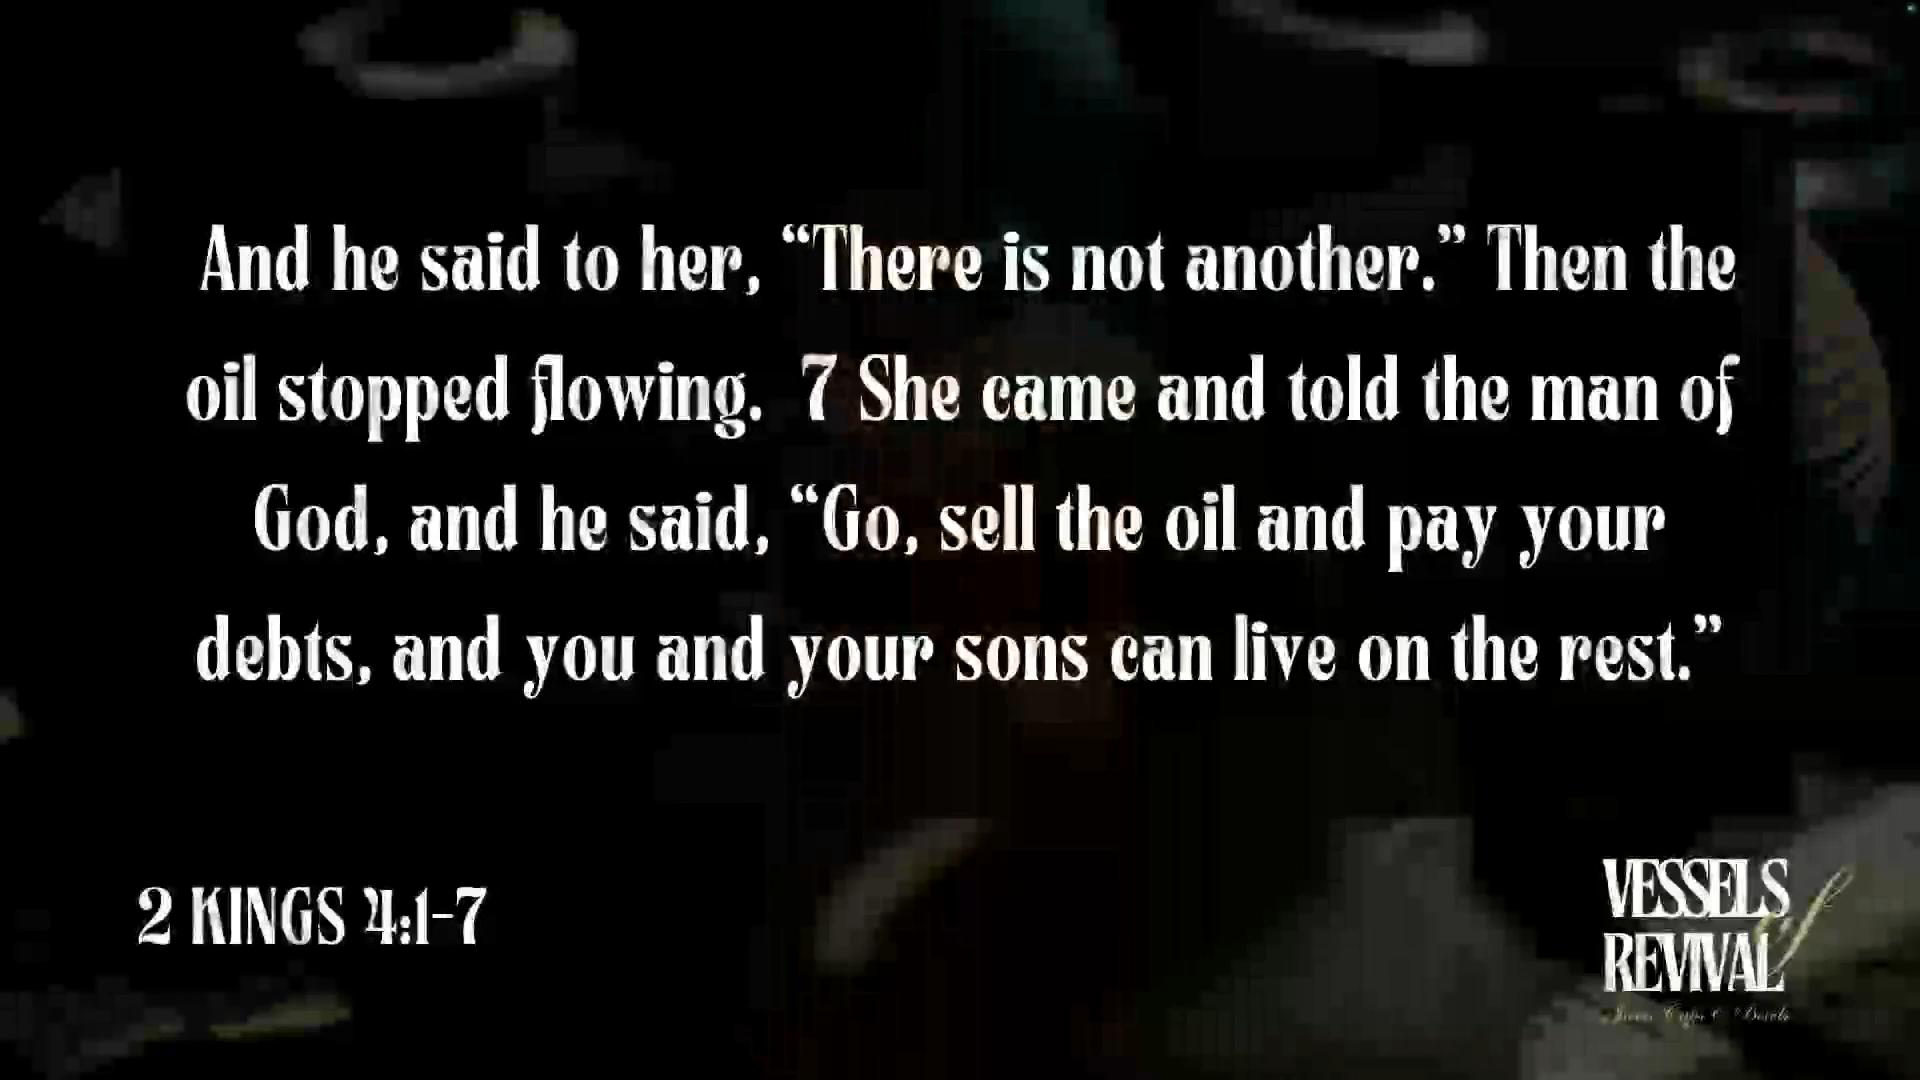 And he said to her, “There is not another.” Then the
oil stopped flowing. 7 She came and told the man of
God, and he said, “Go, sell the oil and pay your
debts, and you and your sons can live on the rest.”
2 KINGS 4:1-7
VESSELS
of
REVIVAL